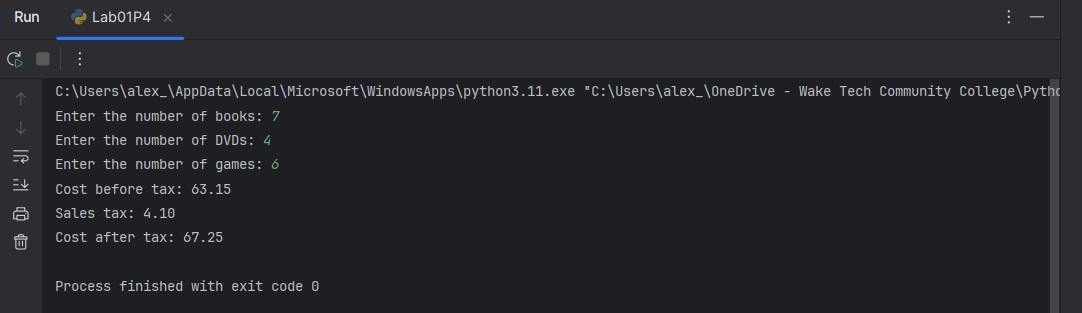 Run Lab01P4
C:\Users\alex_\AppData\Local\Microsoft\WindowsApps\python3.11.exe "C:\Users\alex_\OneDrive - Wake Tech Community College\Pytho
Enter the number of books: 7
Enter the number of DVDs: 4
Enter the number of games: 6
Cost before tax: 63.15
Sales tax: 4.10
Cost after tax: 67.25
Process finished with exit code 0